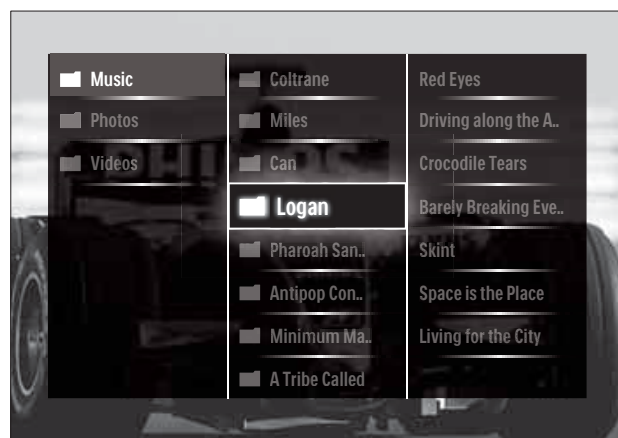 Music
Photos
Videos
Coltrane
Miles
Can
Logan
Pharoah San..
Antipop Con..
Minimum Ma..
A Tribe Called
Red Eyes
Driving along the A..
Crocodile Tears
Barely Breaking Eve..
Skint
Space is the Place
Living for the City
PHILIPS